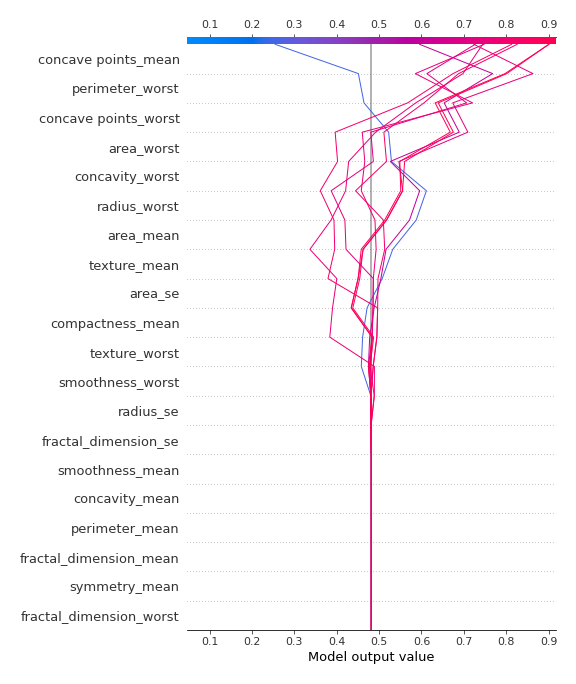 0.1 0.2 0.3 0.4 0.5 0.6 0.7 0.8 0.9
concave points_mean
perimeter_worst
concave points_worst
area_worst
concavity_worst
radius_worst
area_mean
texture_mean
area_se
compactness_mean
texture_worst
smoothness_worst
radius_se
fractal_dimension_se
smoothness_mean
concavity_mean
perimeter_mean
fractal_dimension_mean
symmetry_mean
fractal_dimension_worst
0.1 0.2 0.3 0.4 0.5 0.6 0.7 0.8 0.9
Model output value